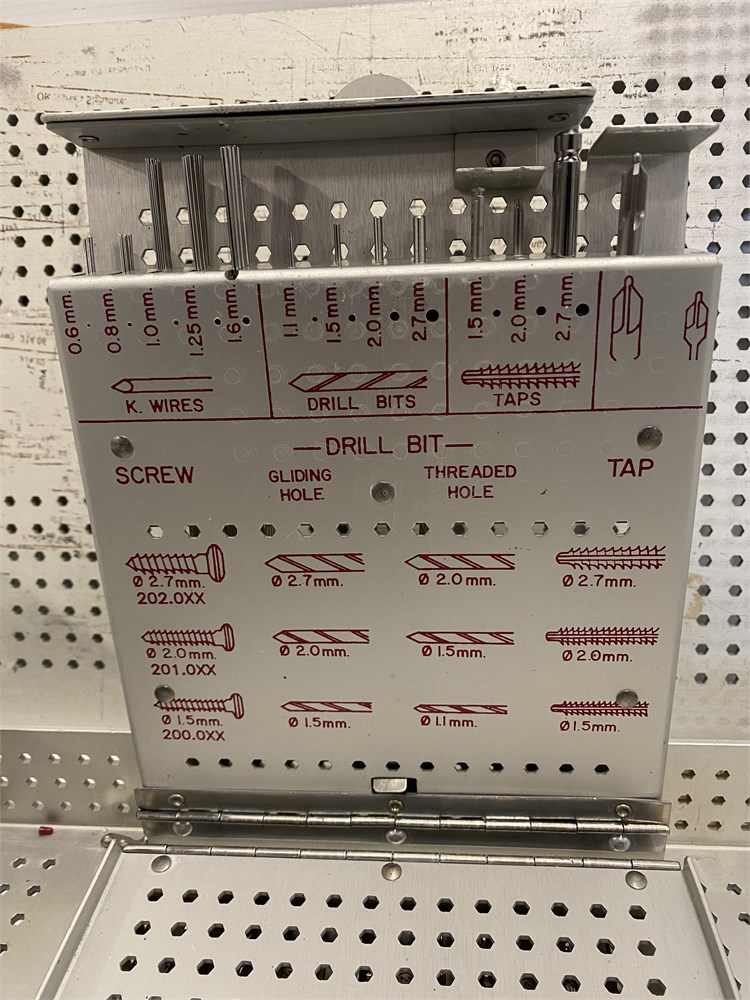 0.6 mm.
0.8 mm.
1.0 mm.
1.25 mm.
1.6 mm.
1.1 mm.
1.5 mm.
2.0 mm.
2.7 mm.
1.5 mm.
2.0 mm.
2.7 mm.
K. WIRES
DRILL BITS
TAPS
—DRILL BIT—
SCREW
GLIDING
HOLE
THREADED
HOLE
TAP
Ø 2.7mm.
202.0XX
Ø 2.7mm.
Ø 2.0mm.
Ø 2.7mm.
Ø 2.0mm.
201.0XX
Ø 2.0mm.
Ø 1.5mm.
Ø 2.0mm.
Ø 1.5mm.
200.0XX
Ø 1.5mm.
Ø 1.1mm.
Ø 1.5mm.